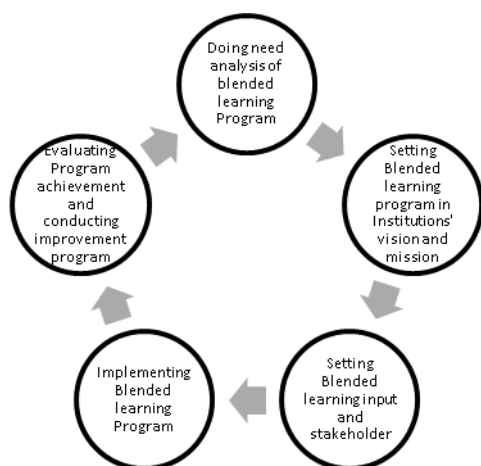 Doing need
analysis of
blended
learning
Program
Setting
Blended
learning
program in
Institutions'
vision and
mission
Setting
Blended
learning input
and
stakeholder
Implementing
Blended
learning
Program
Evaluating
Program
achievement
and
conducting
improvement
program